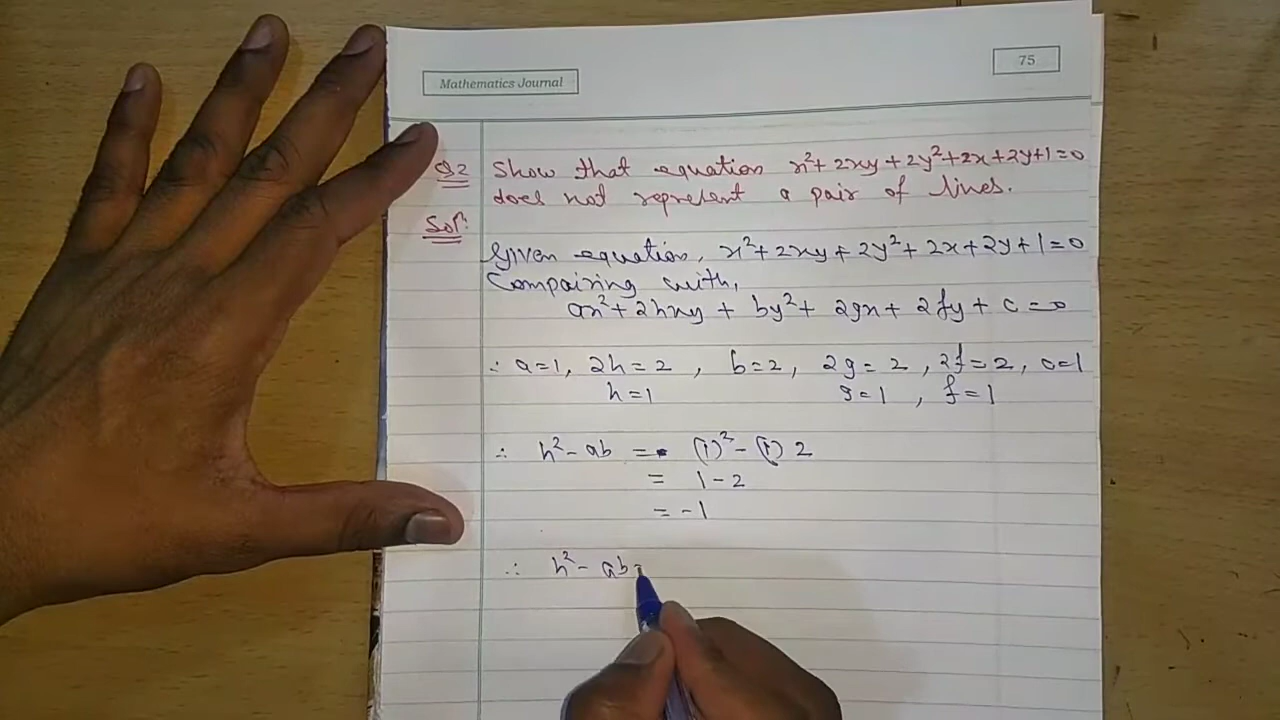 Mathematics Journal
75
Q2 Show that equation x²+2xy+2y²+2x+2y+1=0
does not represent a pair of lines.
Solⁿ:
Given equation, x²+2xy+2y²+2x+2y+1=0
Compairing with,
ax²+2hxy+by²+2gx+2fy+c=0
∴ a=1, 2h=2, b=2, 2g=2, 2f=2, c=1
h=1 g=1, f=1
∴ h²-ab = (1)²-(1)2
= 1-2
= -1
∴ h²-ab=